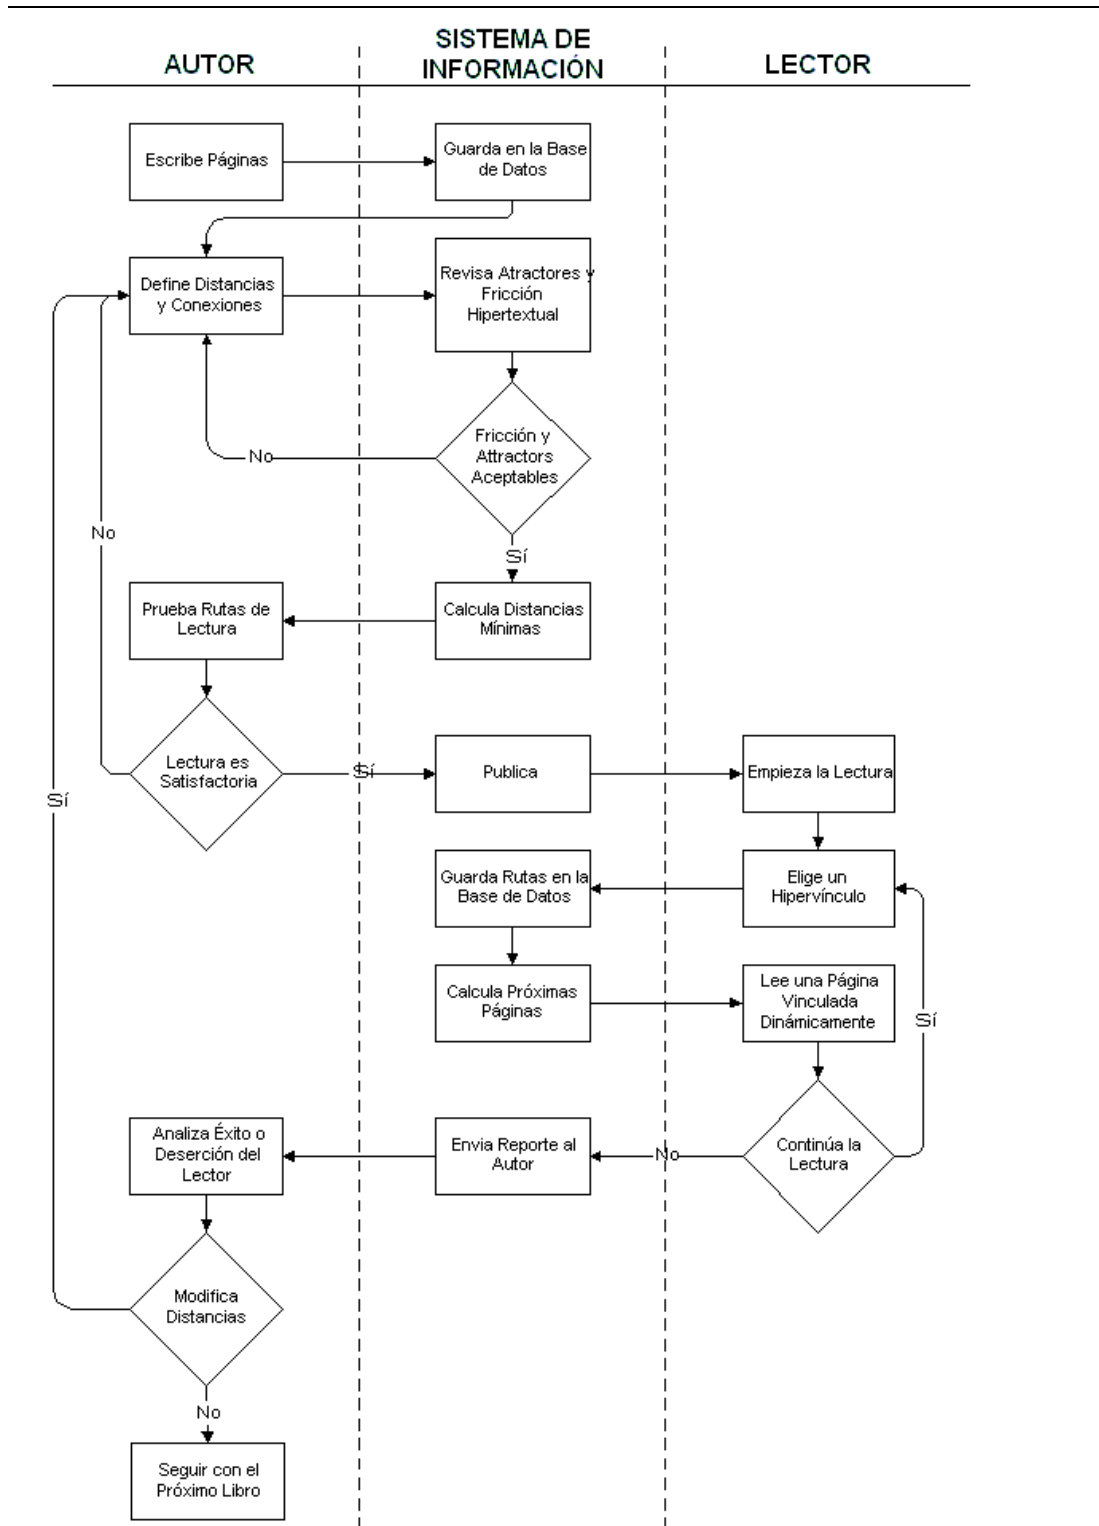 AUTOR
SISTEMA DE
INFORMACIÓN
LECTOR
Escribe Páginas
Guarda en la Base
de Datos
Define Distancias
y Conexiones
Revisa Atractores y
Fricción
Hipertextual
Fricción y
Attractors
Aceptables
No
No
Sí
Prueba Rutas de
Lectura
Calcula Distancias
Mínimas
Lectura es
Satisfactoria
Sí
Publica
Empieza la Lectura
Sí
Guarda Rutas en la
Base de Datos
Elige un
Hipervínculo
Calcula Próximas
Páginas
Lee una Página
Vinculada
Dinámicamente
Sí
Analiza Éxito o
Deserción del
Lector
Envia Reporte al
Autor
No
Continúa la
Lectura
Modifica
Distancias
No
Seguir con el
Próximo Libro